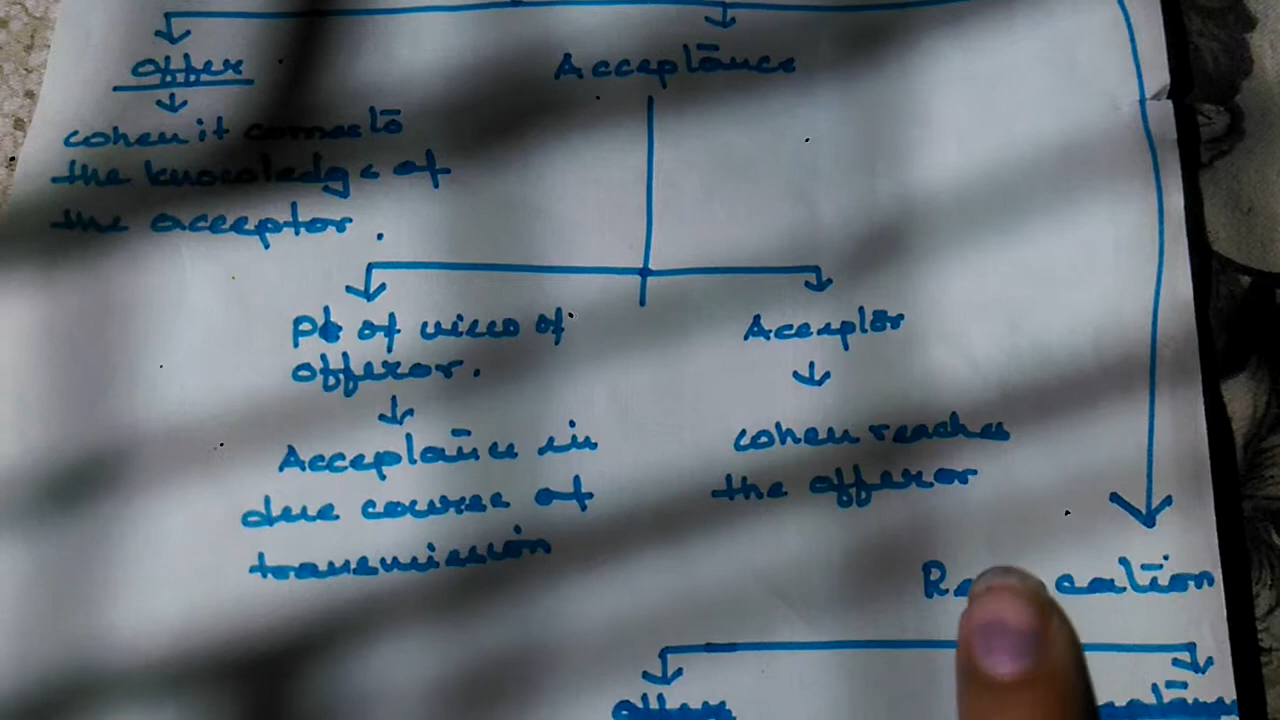 Offer
Acceptance
when it comes to
the knowledge of
the acceptor.
Pt of view of
offeror.
Acceptor
Acceptance in
due course of
transmission
when reaches
the offeror
Offer